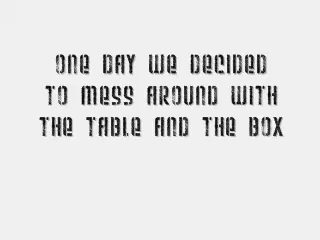 One day we decided
to mess around with
the table and the box